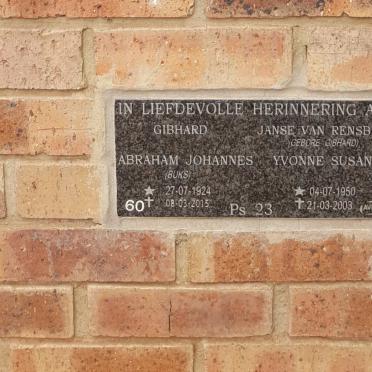 IN LIEFDEVOLLE HERINNERING A
GIBHARD JANSE VAN RENSB
(GEBORE GIBHARD)
ABRAHAM JOHANNES YVONNE SUSAN
(BUKS)
27-07-1924 04-07-1950
60 08-03-2015 Ps 23 21-03-2003 (AV